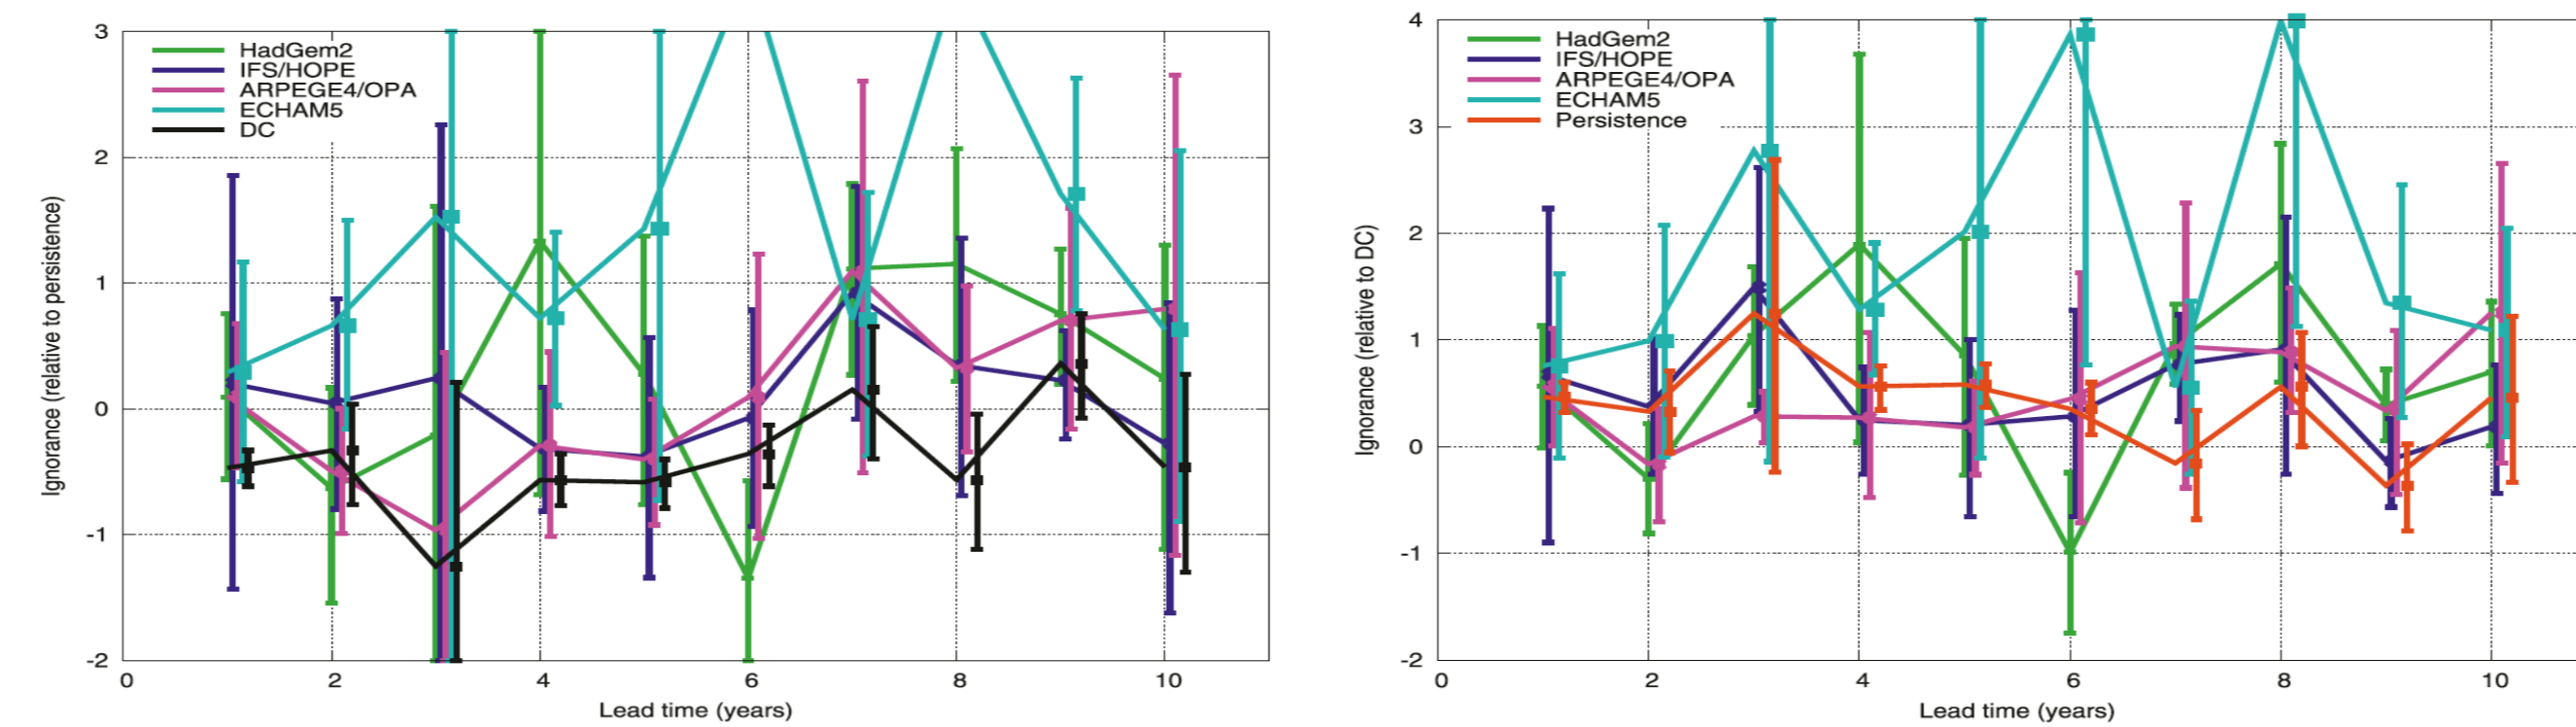 3
2
1
0
-1
-2
Ignorance (relative to persistence)
HadGem2
IFS/HOPE
ARPEGE4/OPA
ECHAM5
DC
0 2 4 6 8 10
Lead time (years)
4
3
2
1
0
-1
-2
Ignorance (relative to DC)
HadGem2
IFS/HOPE
ARPEGE4/OPA
ECHAM5
Persistence
0 2 4 6 8 10
Lead time (years)